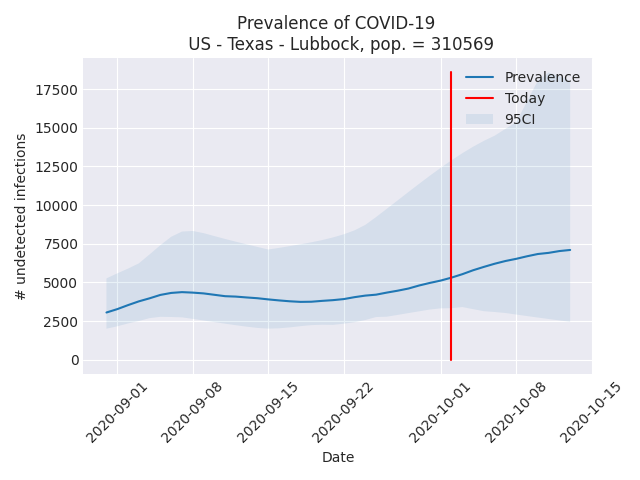 Prevalence of COVID-19
US - Texas - Lubbock, pop. = 310569
Prevalence
Today
95CI
# undetected infections
17500
15000
12500
10000
7500
5000
2500
0
2020-09-01
2020-09-08
2020-09-15
2020-09-22
2020-10-01
2020-10-08
2020-10-15
Date